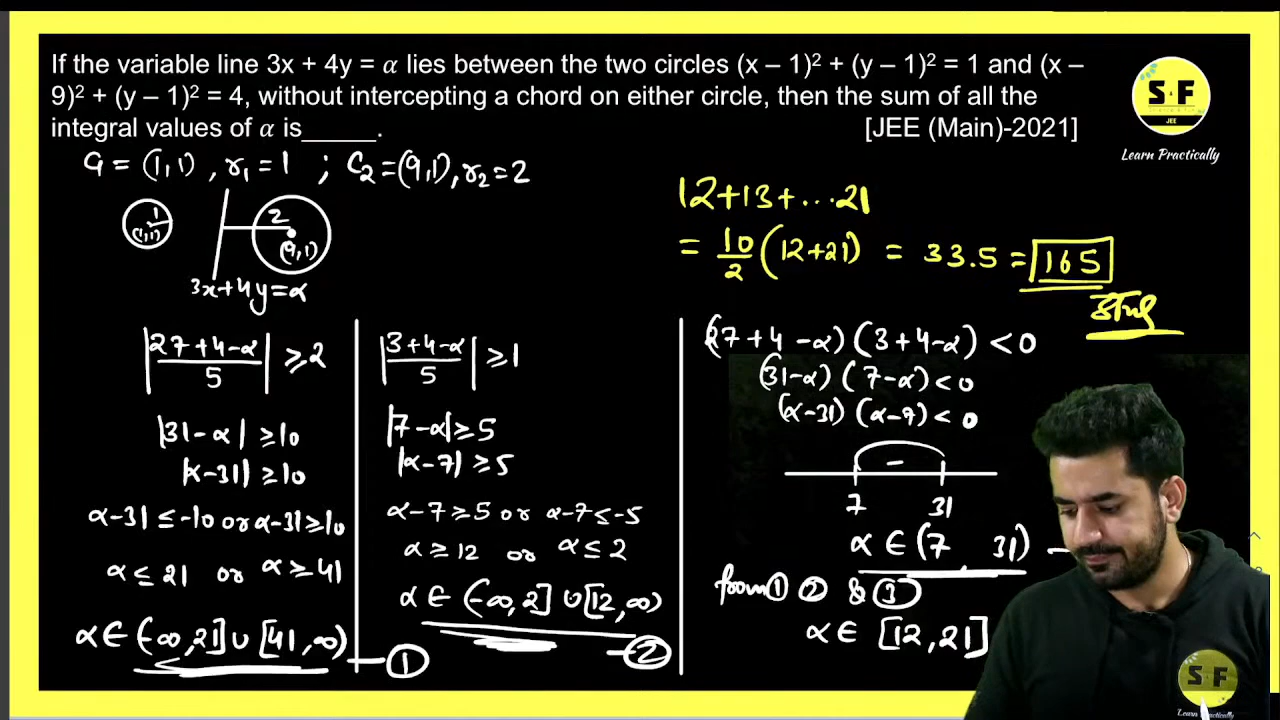 If the variable line 3x + 4y = α lies between the two circles (x – 1)² + (y – 1)² = 1 and (x –
9)² + (y – 1)² = 4, without intercepting a chord on either circle, then the sum of all the
integral values of α is_____.
[JEE (Main)-2021]
S F
JEE
Learn Practically
C₁ = (1,1) , r₁ = 1 ; C₂ = (9,1), r₂ = 2
1
(1,1)
2
(9,1)
3x+4y=α
12+13+...21
= 10/2 (12+21) = 33.5 = 165
|27+4-α / 5| ≥ 2
|31-α| ≥ 10
|α-31| ≥ 10
α-31 ≤ -10 or α-31 ≥ 10
α ≤ 21 or α ≥ 41
α ∈ (-∞,21] ∪ [41,∞) — ①
|3+4-α / 5| ≥ 1
|7-α| ≥ 5
|α-7| ≥ 5
α-7 ≥ 5 or α-7 ≤ -5
α ≥ 12 or α ≤ 2
α ∈ (-∞,2] ∪ [12,∞)
— ②
(27+4-α)(3+4-α) < 0
(31-α)(7-α) < 0
(α-31)(α-7) < 0
-
7 31
α ∈ (7, 31) —
from ① ② & ③
α ∈ [12,21]
S F
Learn Practically